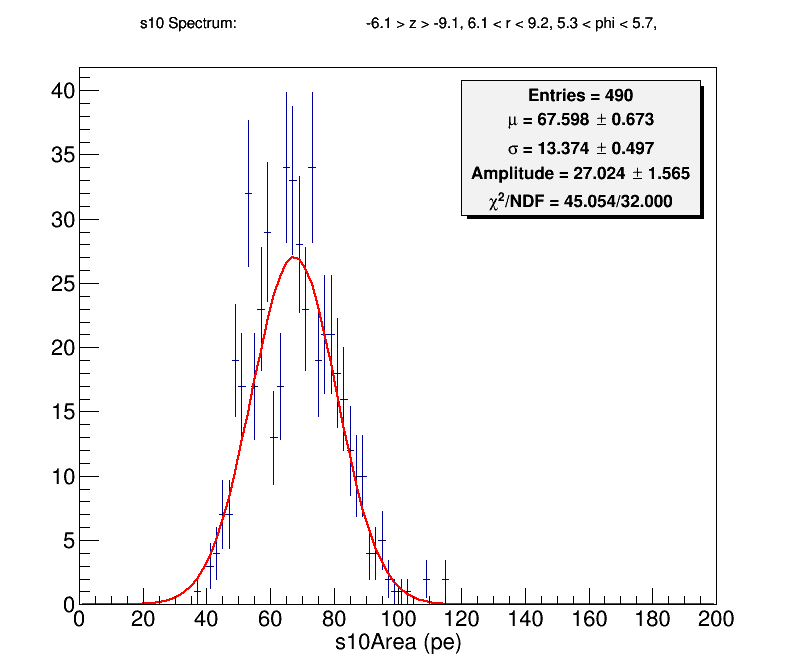 s10 Spectrum: -6.1 > z > -9.1, 6.1 < r < 9.2, 5.3 < phi < 5.7,
Entries = 490
μ = 67.598 ± 0.673
σ = 13.374 ± 0.497
Amplitude = 27.024 ± 1.565
χ²/NDF = 45.054/32.000
40
35
30
25
20
15
10
5
0
0 20 40 60 80 100 120 140 160 180 200
s10Area (pe)